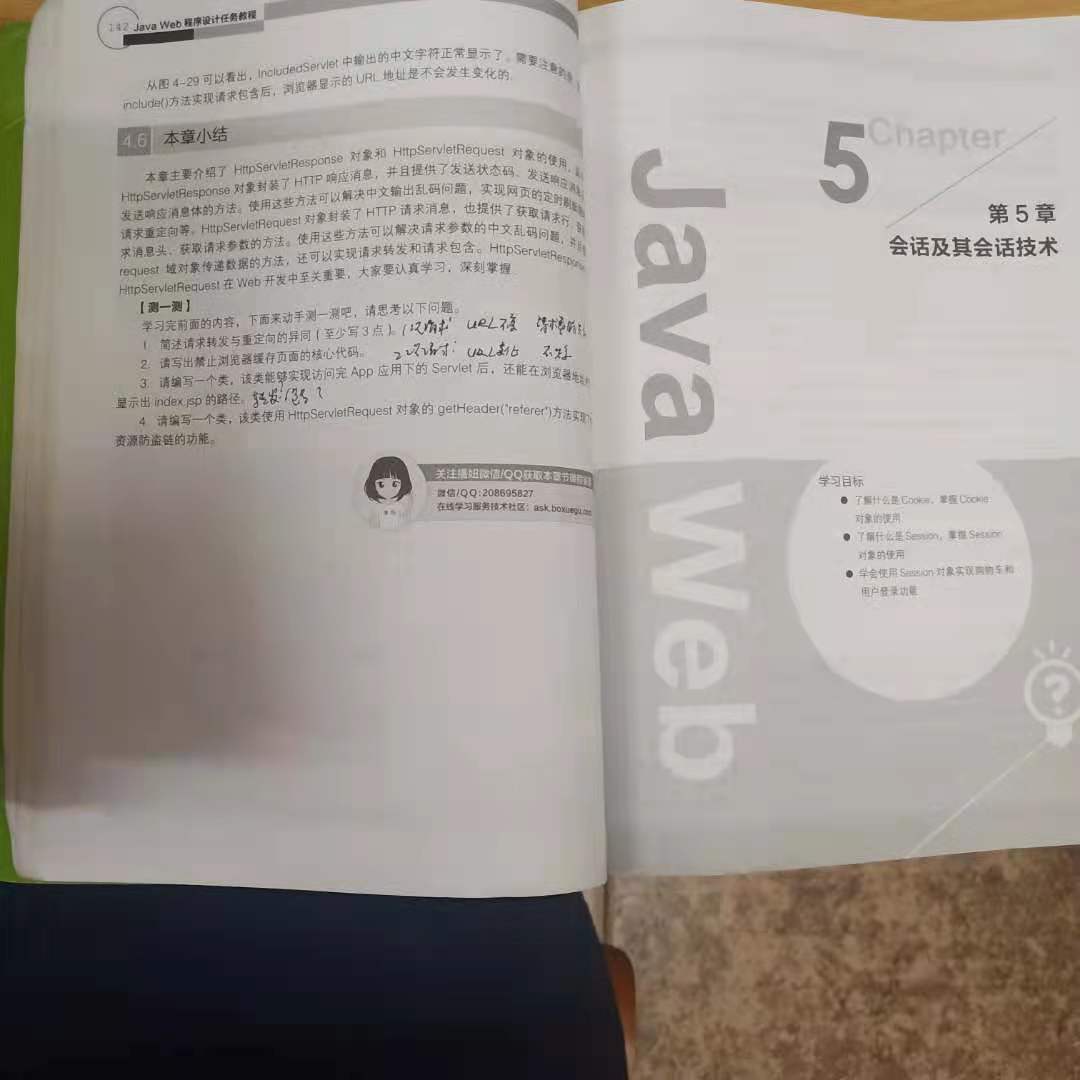 142 Java Web 程序设计任务教程
从图 4-29 可以看出，IncludedServlet 中输出的中文字符正常显示了。需要注意的是，
include()方法实现请求包含后，浏览器显示的 URL 地址是不会发生变化的。
4.6 本章小结
本章主要介绍了 HttpServletResponse 对象和 HttpServletRequest 对象的使用，
HttpServletResponse 对象封装了 HTTP 响应消息，并且提供了发送状态码、发送响应消息
发送响应消息体的方法。使用这些方法可以解决中文输出乱码问题，实现网页的定时刷新
请求重定向等。HttpServletRequest 对象封装了 HTTP 请求消息，也提供了获取请求行、
求消息头、获取请求参数的方法。使用这些方法可以解决请求参数的中文乱码问题，并
request 域对象传递数据的方法，还可以实现请求转发和请求包含。HttpServletResponse
HttpServletRequest 在 Web 开发中至关重要，大家要认真学习，深刻掌握
【测一测】
学习完前面的内容，下面来动手测一测吧，请思考以下问题。
1. 简述请求转发与重定向的异同（至少写 3 点）。1次请求 URL不变
2. 请写出禁止浏览器缓存页面的核心代码。 2次请求 URL
3. 请编写一个类，该类能够实现访问完 App 应用下的 Servlet 后，还能在浏览器地址
显示出 index.jsp 的路径。
4. 请编写一个类，该类使用 HttpServletRequest 对象的 getHeader("referer")方法实现
资源防盗链的功能。
关注播妞微信/QQ获取本章节课程
微信/QQ：208695827
在线学习服务技术社区：ask.boxuegu.com
Java Web
5 Chapter
第 5 章
会话及其会话技术
学习目标
● 了解什么是 Cookie，掌握 Cookie
对象的使用
● 了解什么是 Session，掌握 Session
对象的使用
● 学会使用 Session 对象实现购物车和
用户登录功能